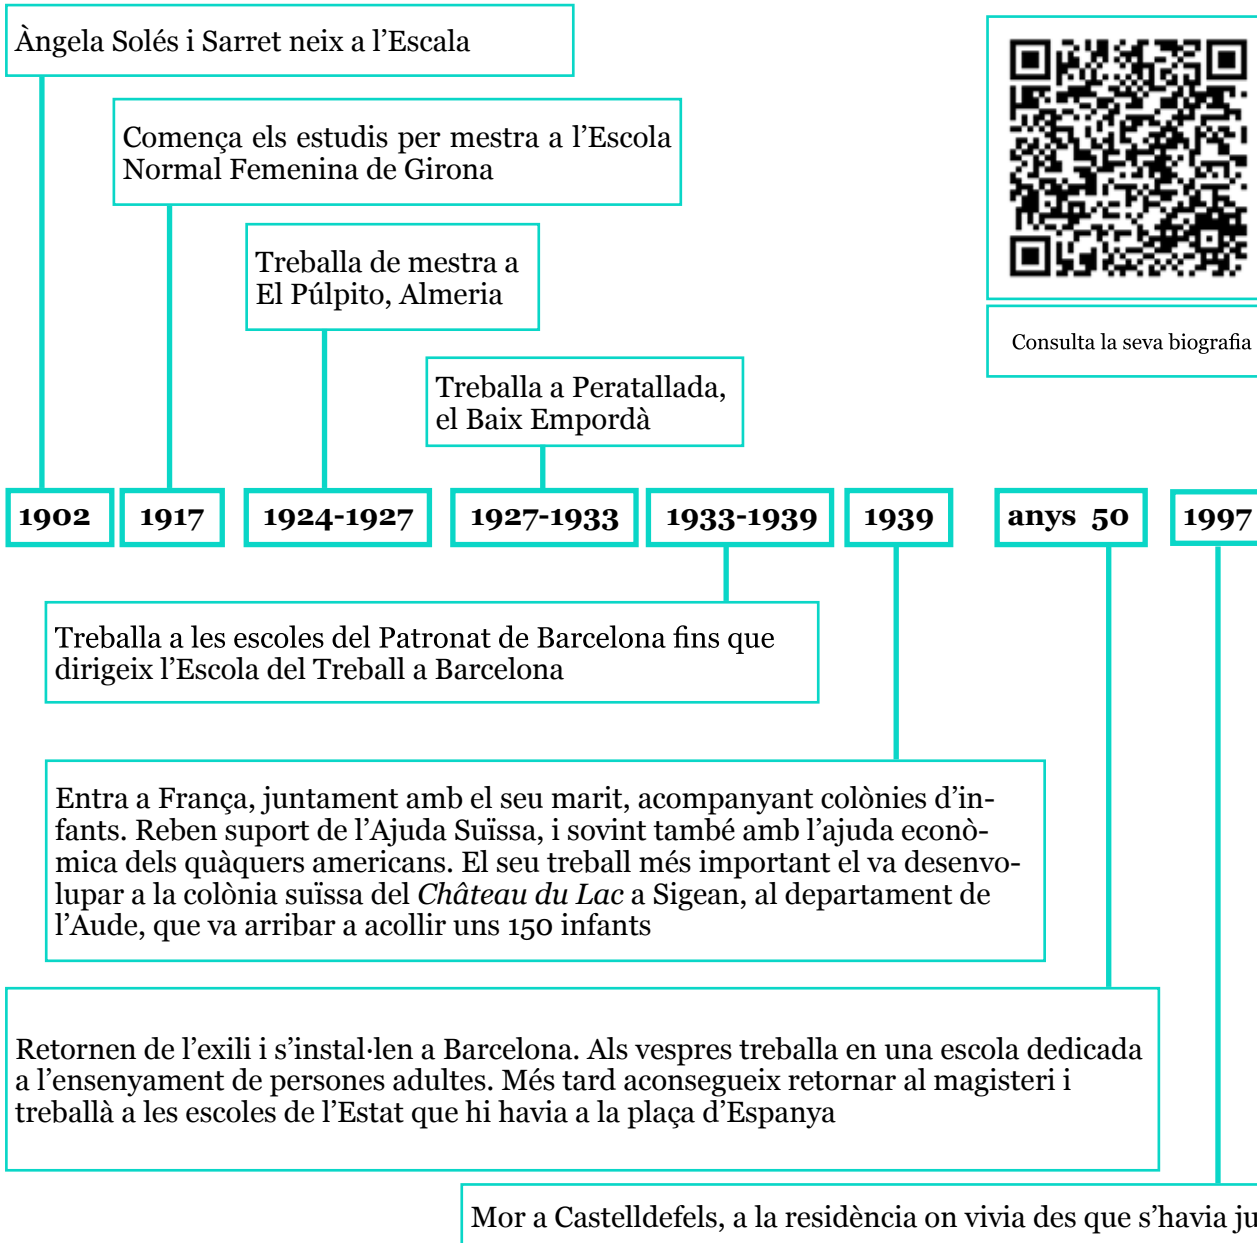 Àngela Solés i Sarret neix a l’Escala
Comença els estudis per mestra a l’Escola
Normal Femenina de Girona
Treballa de mestra a
El Púlpito, Almeria
Consulta la seva biografia
Treballa a Peratallada,
el Baix Empordà
1902
1917
1924-1927
1927-1933
1933-1939
1939
anys 50
1997
Treballa a les escoles del Patronat de Barcelona fins que
dirigeix l’Escola del Treball a Barcelona
Entra a França, juntament amb el seu marit, acompanyant colònies d’in-
fants. Reben suport de l’Ajuda Suïssa, i sovint també amb l’ajuda econò-
mica dels quàquers americans. El seu treball més important el va desenvo-
lupar a la colònia suïssa del Château du Lac a Sigean, al departament de
l’Aude, que va arribar a acollir uns 150 infants
Retornen de l’exili i s’instal·len a Barcelona. Als vespres treballa en una escola dedicada
a l’ensenyament de persones adultes. Més tard aconsegueix retornar al magisteri i
treballà a les escoles de l’Estat que hi havia a la plaça d’Espanya
Mor a Castelldefels, a la residència on vivia des que s’havia